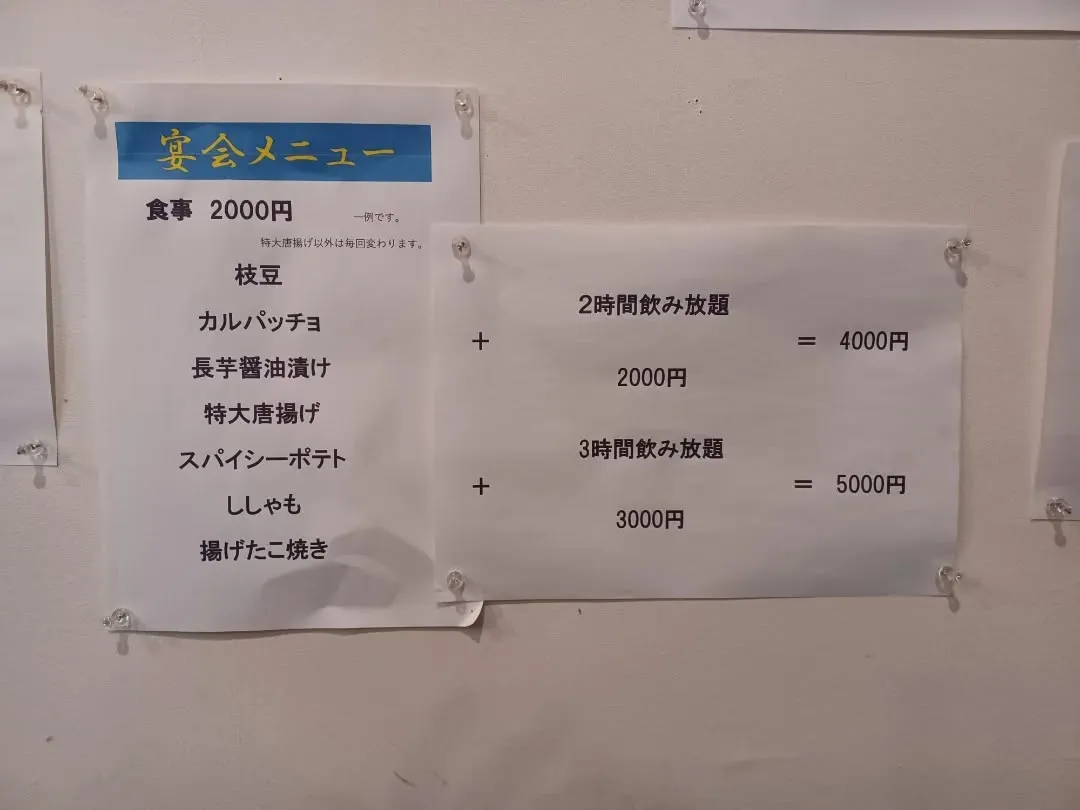 宴会メニュー
食事 2000円 一例です。
特大唐揚げ以外は毎回変わります。
枝豆
カルパッチョ
長芋醤油漬け
特大唐揚げ
スパイシーポテト
ししゃも
揚げたこ焼き
2時間飲み放題
＋ ＝ 4000円
2000円
3時間飲み放題
＋ ＝ 5000円
3000円